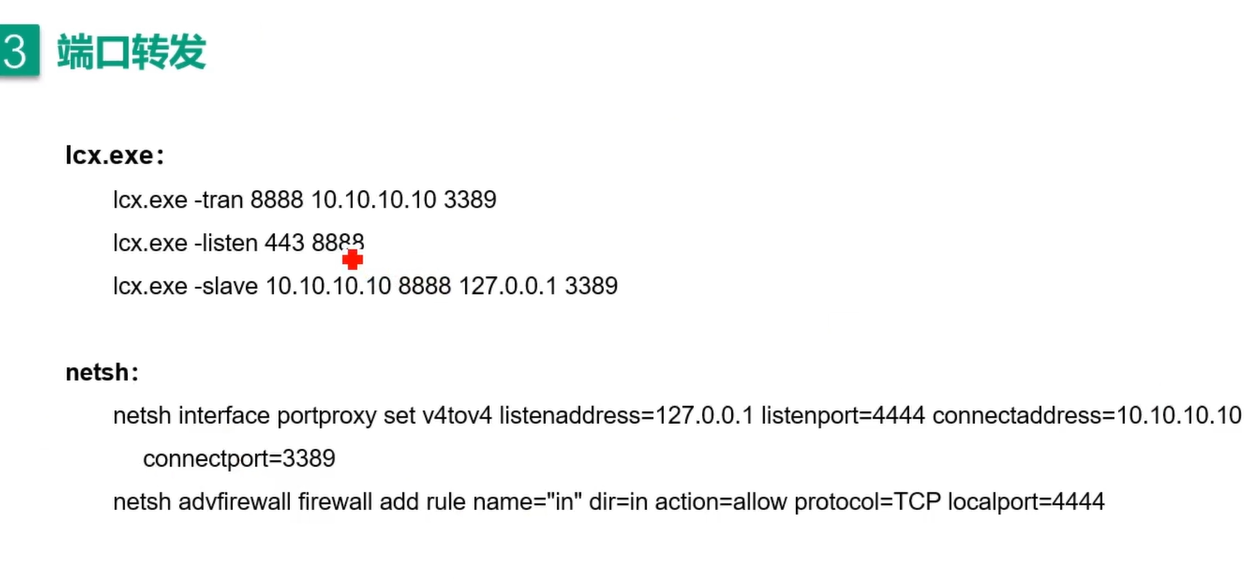 3 端口转发
lcx.exe：
lcx.exe -tran 8888 10.10.10.10 3389
lcx.exe -listen 443 8888
lcx.exe -slave 10.10.10.10 8888 127.0.0.1 3389
netsh：
netsh interface portproxy set v4tov4 listenaddress=127.0.0.1 listenport=4444 connectaddress=10.10.10.10
connectport=3389
netsh advfirewall firewall add rule name="in" dir=in action=allow protocol=TCP localport=4444